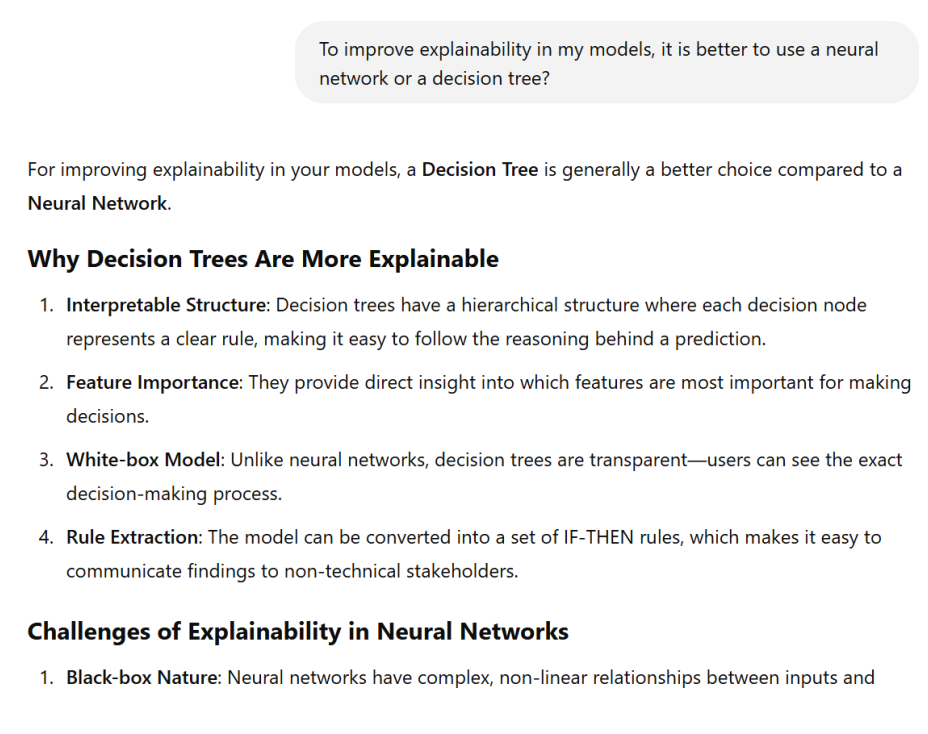 To improve explainability in my models, it is better to use a neural
network or a decision tree?
For improving explainability in your models, a Decision Tree is generally a better choice compared to a
Neural Network.
Why Decision Trees Are More Explainable
1. Interpretable Structure: Decision trees have a hierarchical structure where each decision node
represents a clear rule, making it easy to follow the reasoning behind a prediction.
2. Feature Importance: They provide direct insight into which features are most important for making
decisions.
3. White-box Model: Unlike neural networks, decision trees are transparent—users can see the exact
decision-making process.
4. Rule Extraction: The model can be converted into a set of IF-THEN rules, which makes it easy to
communicate findings to non-technical stakeholders.
Challenges of Explainability in Neural Networks
1. Black-box Nature: Neural networks have complex, non-linear relationships between inputs and